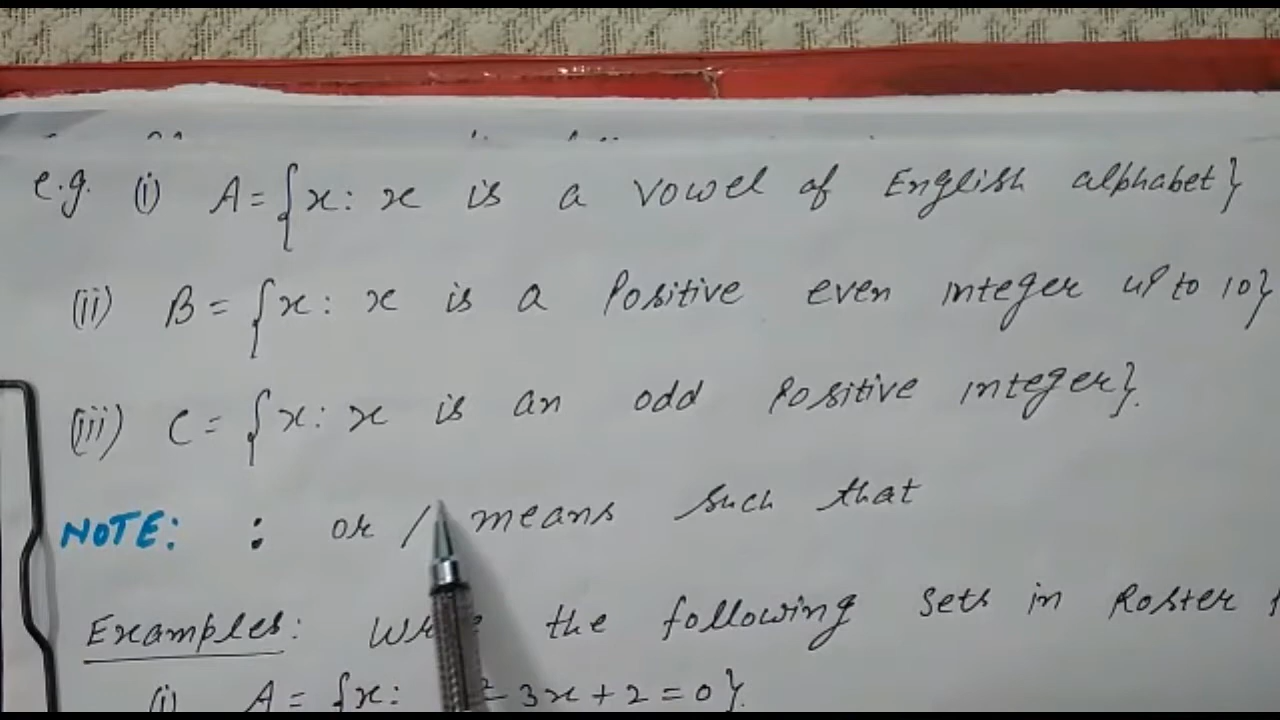 e.g. (i) A = {x : x is a vowel of English alphabet}
(ii) B = {x : x is a Positive even integer up to 10}
(iii) C = {x : x is an odd Positive integer}.
NOTE: : or / means such that
Examples: the following sets in Roster
(i) A = {x : ² - 3x + 2 = 0}.